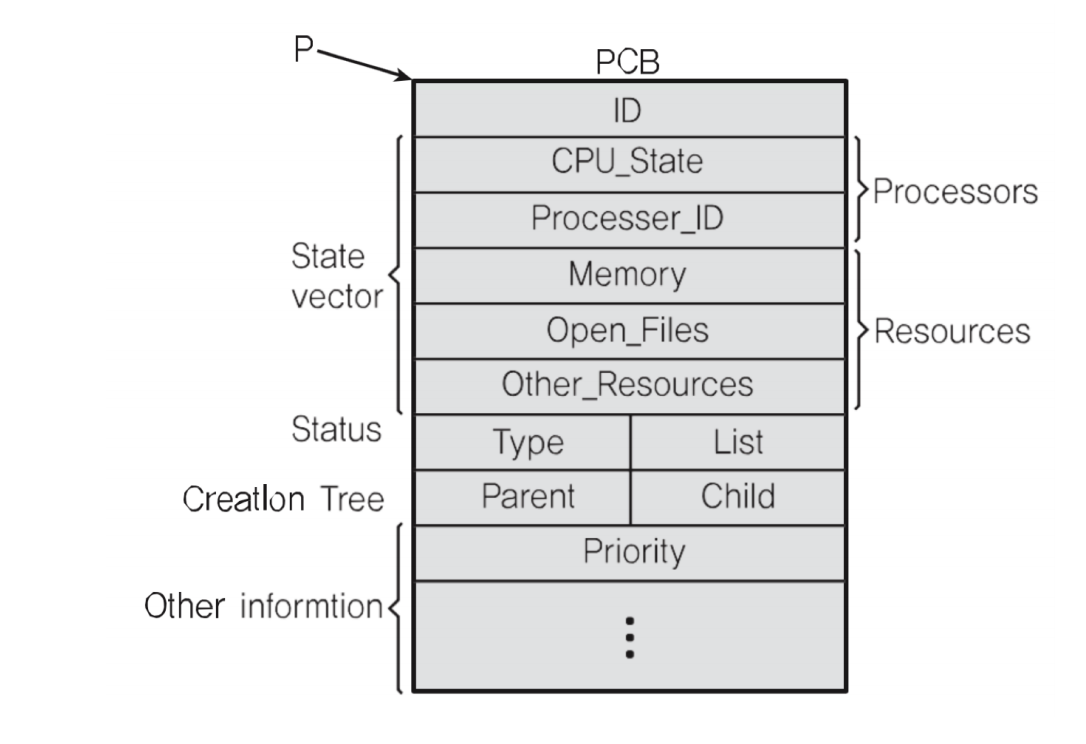 P
PCB
ID
CPU_State
Processer_ID
Processors
State
vector
Memory
Open_Files
Other_Resources
Resources
Status
Type
List
Creation Tree
Parent
Child
Priority
Other informtion